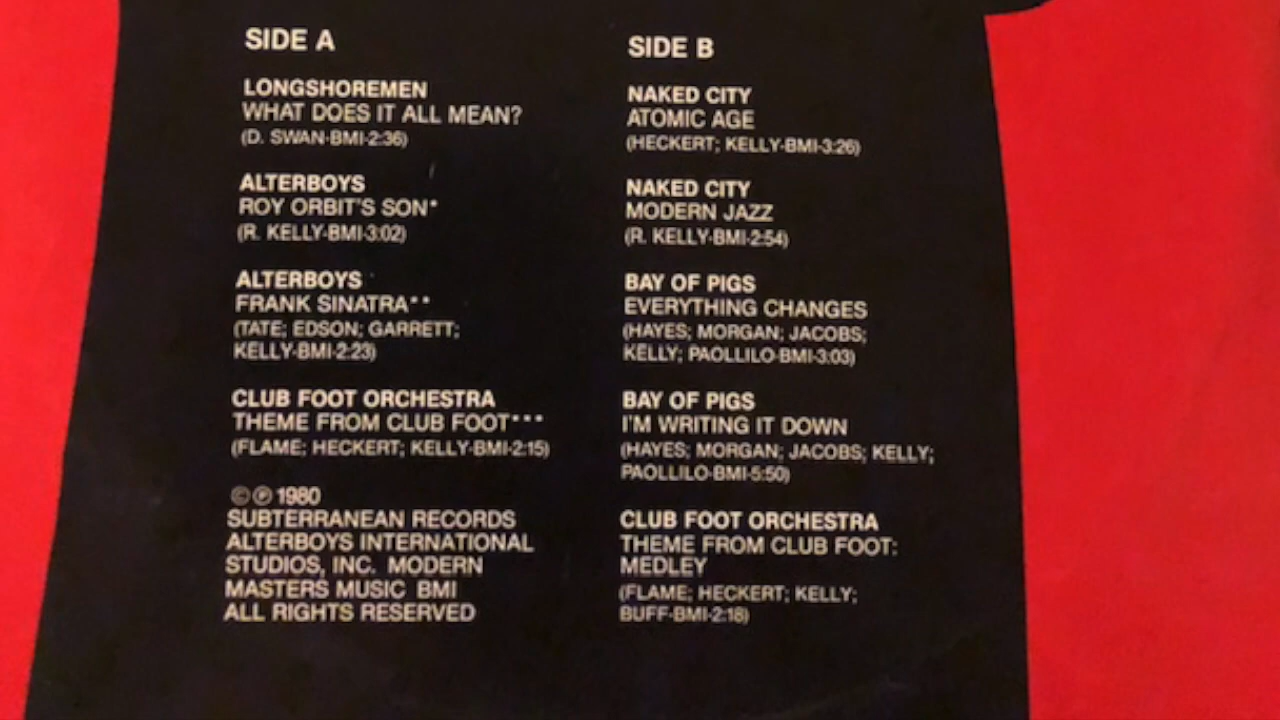 SIDE A
LONGSHOREMEN
WHAT DOES IT ALL MEAN?
(D. SWAN-BMI-2:36)
ALTERBOYS
ROY ORBIT'S SON*
(R. KELLY-BMI-3:02)
ALTERBOYS
FRANK SINATRA**
(TATE; EDSON; GARRETT;
KELLY-BMI-2:23)
CLUB FOOT ORCHESTRA
THEME FROM CLUB FOOT***
(FLAME; HECKERT; KELLY-BMI-2:15)
©℗ 1980
SUBTERRANEAN RECORDS
ALTERBOYS INTERNATIONAL
STUDIOS, INC. MODERN
MASTERS MUSIC BMI
ALL RIGHTS RESERVED
SIDE B
NAKED CITY
ATOMIC AGE
(HECKERT; KELLY-BMI-3:26)
NAKED CITY
MODERN JAZZ
(R. KELLY-BMI-2:54)
BAY OF PIGS
EVERYTHING CHANGES
(HAYES; MORGAN; JACOBS;
KELLY; PAOLLILO-BMI-3:03)
BAY OF PIGS
I'M WRITING IT DOWN
(HAYES; MORGAN; JACOBS; KELLY;
PAOLLILO-BMI-5:50)
CLUB FOOT ORCHESTRA
THEME FROM CLUB FOOT:
MEDLEY
(FLAME; HECKERT; KELLY;
BUFF-BMI-2:18)